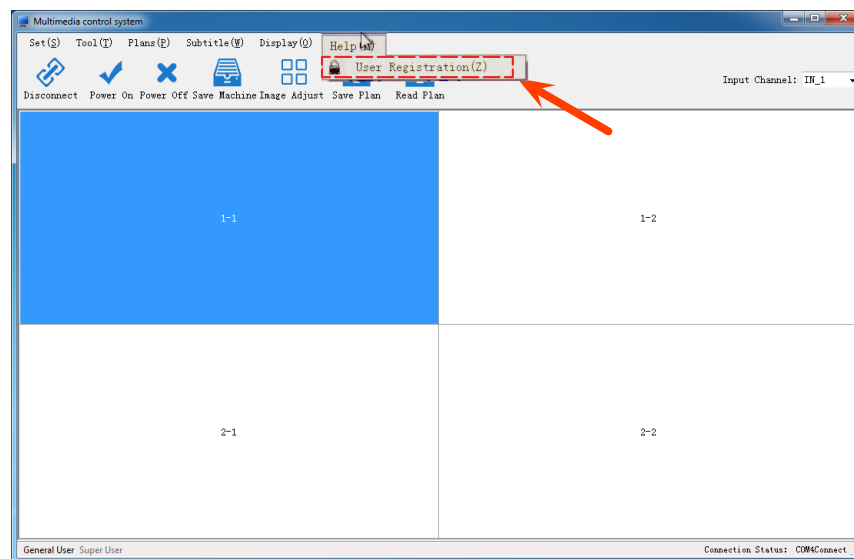 Multimedia control system
Set(S) Tool(T) Plans(P) Subtitle(W) Display(O) Help
User Registration(Z)
Disconnect Power On Power Off Save Machine Image Adjust Save Plan Read Plan
Input Channel: IN_1
1-1 1-2
2-1 2-2
General User Super User Connection Status: COM4Connect